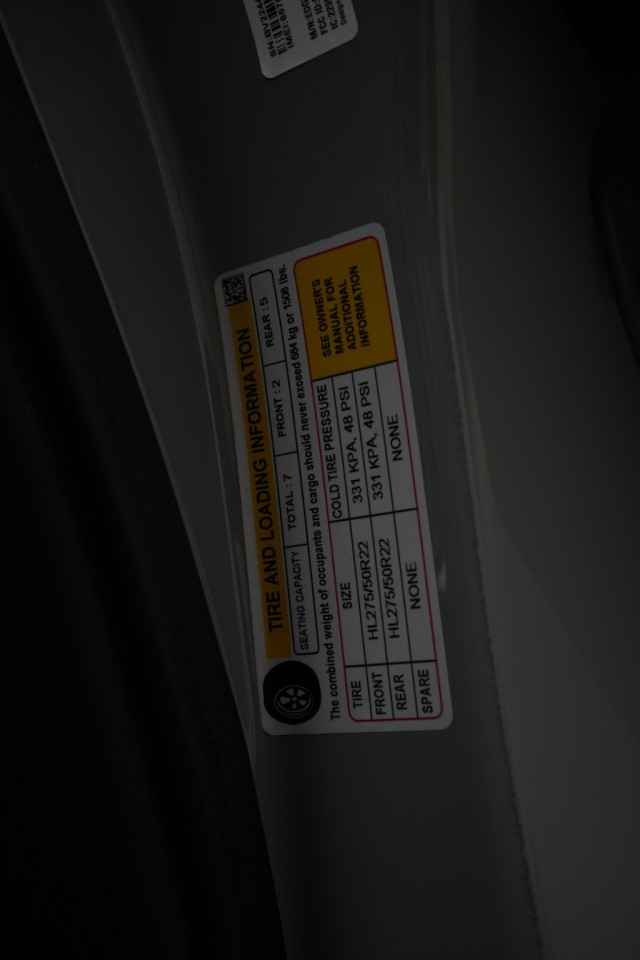 TIRE AND LOADING INFORMATION
SEATING CAPACITY TOTAL : 7 FRONT : 2 REAR : 5
The combined weight of occupants and cargo should never exceed 684 kg or 1508 lbs.
TIRE SIZE COLD TIRE PRESSURE
FRONT HL275/50R22 331 KPA, 48 PSI
REAR HL275/50R22 331 KPA, 48 PSI
SPARE NONE NONE
SEE OWNER'S
MANUAL FOR
ADDITIONAL
INFORMATION